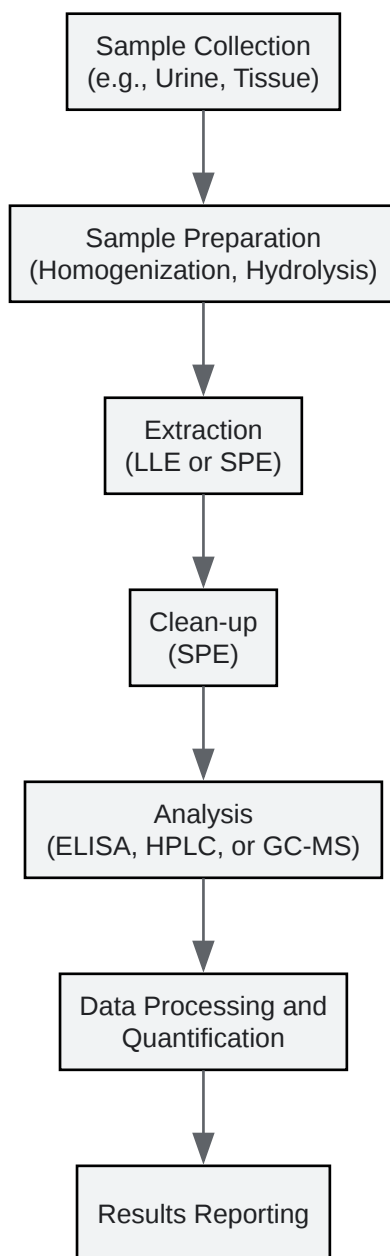 Sample Collection
(e.g., Urine, Tissue)
Sample Preparation
(Homogenization, Hydrolysis)
Extraction
(LLE or SPE)
Clean-up
(SPE)
Analysis
(ELISA, HPLC, or GC-MS)
Data Processing and
Quantification
Results Reporting